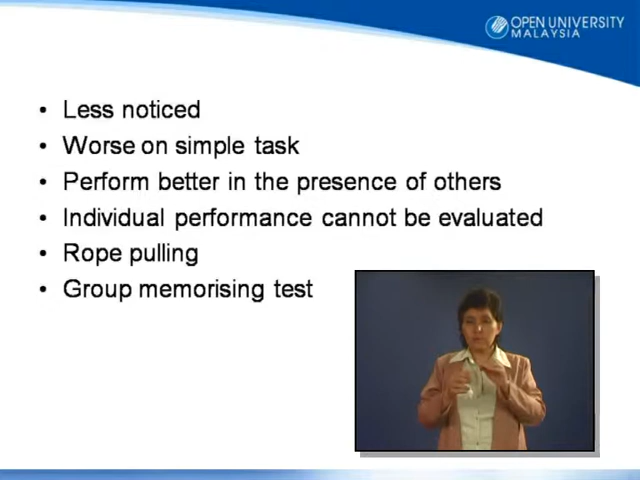 OPEN UNIVERSITY
MALAYSIA
• Less noticed
• Worse on simple task
• Perform better in the presence of others
• Individual performance cannot be evaluated
• Rope pulling
• Group memorising test